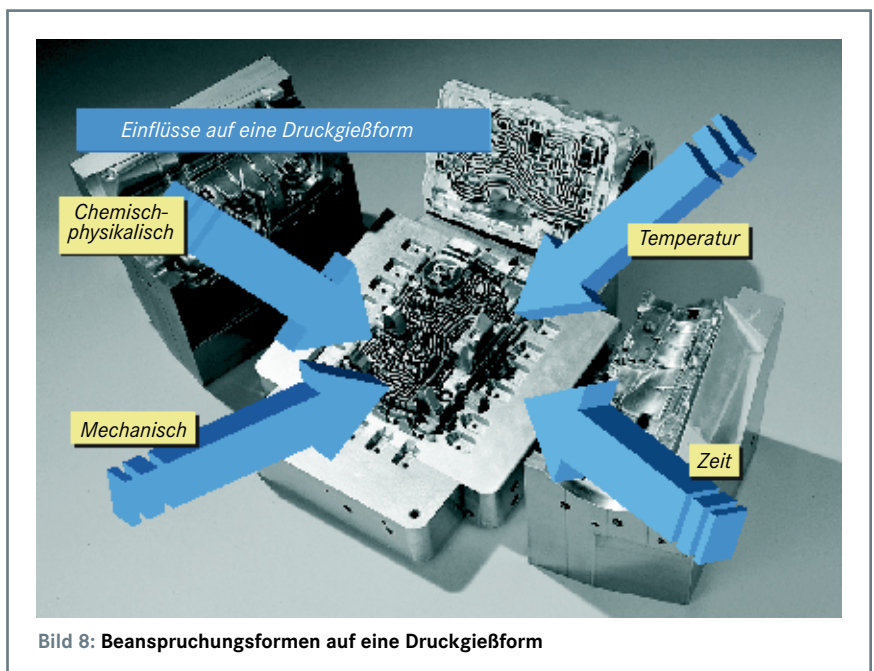 Einflüsse auf eine Druckgießform
Chemisch-
physikalisch
Temperatur
Mechanisch
Zeit
Bild 8: Beanspruchungsformen auf eine Druckgießform